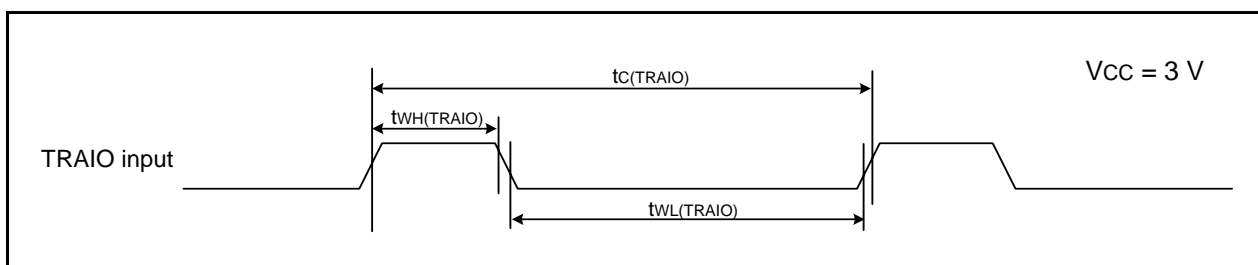 tC(TRAIO)
VCC = 3 V
tWH(TRAIO)
TRAIO input
tWL(TRAIO)